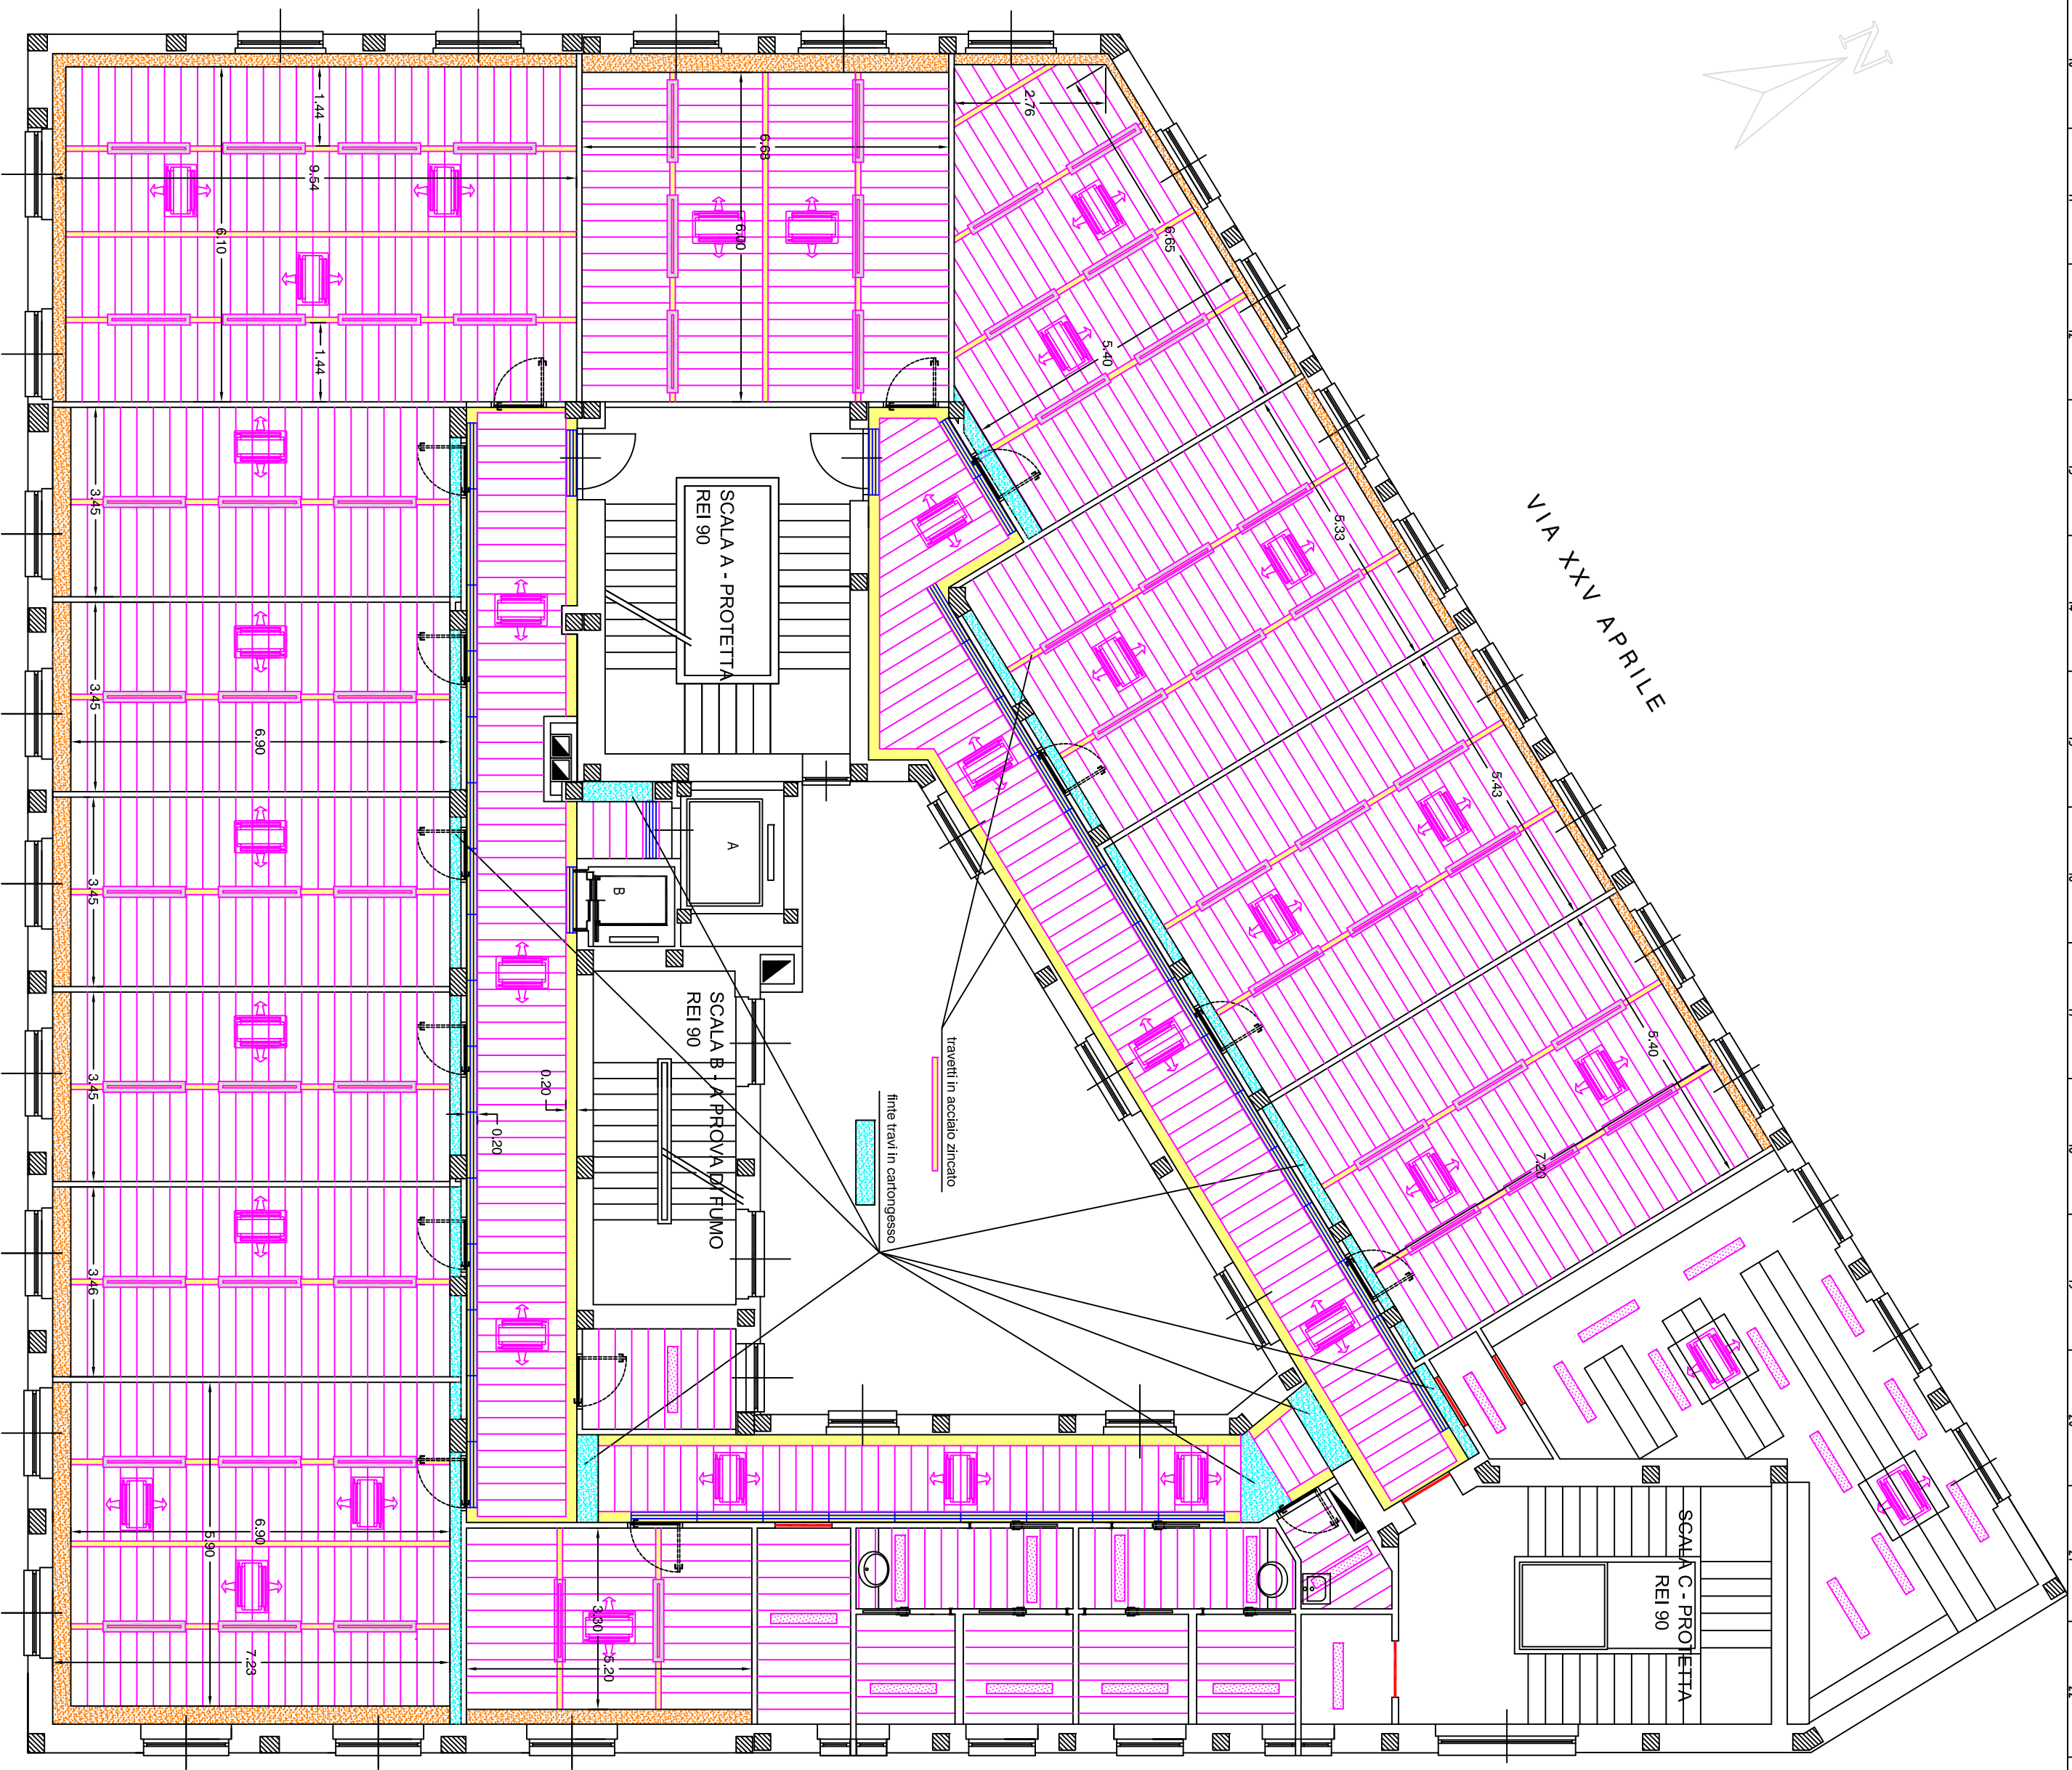 N
VIA XXV APRILE
2.76
1.44
9.54
6.10
1.44
6.63
6.00
6.65
5.40
5.33
5.43
5.40
7.20
SCALA A - PROTETTA
REI 90
3.45
3.45
6.90
3.45
3.45
3.46
A
B
SCALA B - A PROVA DI FUMO
REI 90
0.20
0.20
travetti in acciaio zincato
finte travi in cartongesso
SCALA C - PROTETTA
REI 90
5.90
6.90
7.23
3.30
5.20